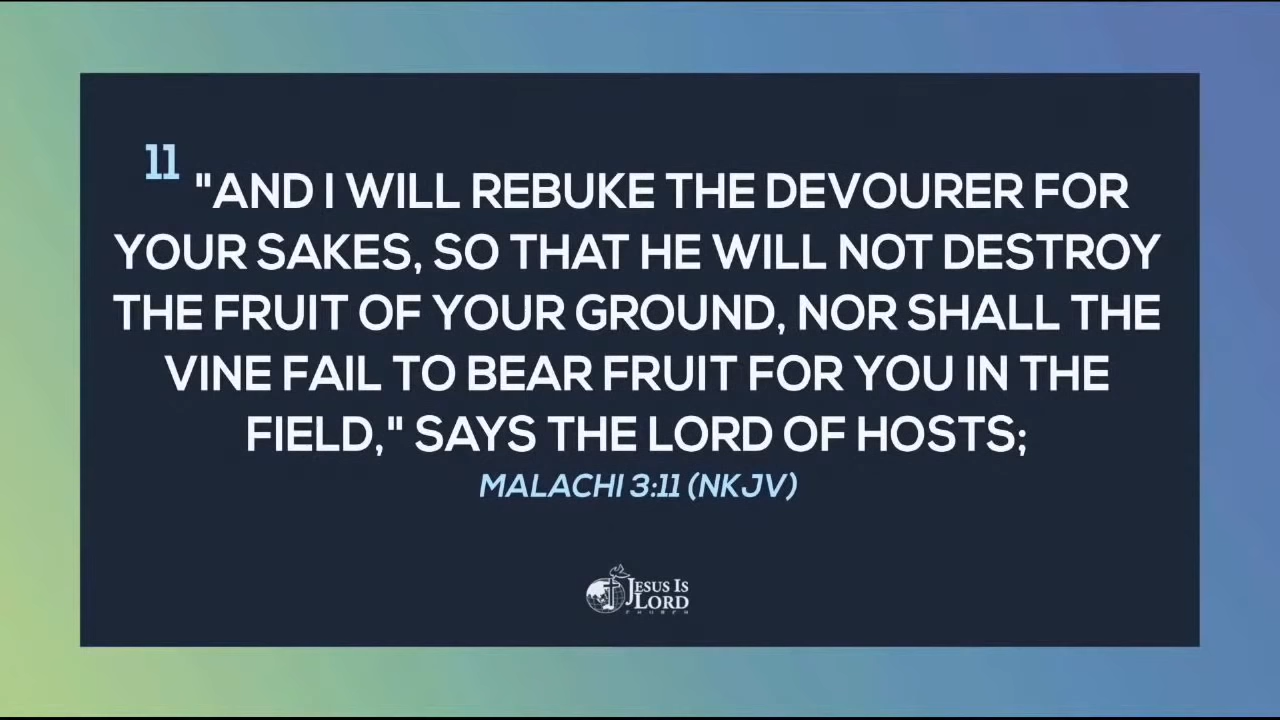 11 "AND I WILL REBUKE THE DEVOURER FOR
YOUR SAKES, SO THAT HE WILL NOT DESTROY
THE FRUIT OF YOUR GROUND, NOR SHALL THE
VINE FAIL TO BEAR FRUIT FOR YOU IN THE
FIELD," SAYS THE LORD OF HOSTS;
MALACHI 3:11 (NKJV)
JESUS IS
LORD
CHURCH